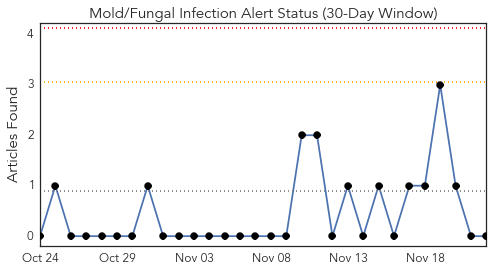 Mold/Fungal Infection Alert Status (30-Day Window)
Articles Found
4
3
2
1
0
Oct 24 Oct 29 Nov 03 Nov 08 Nov 13 Nov 18